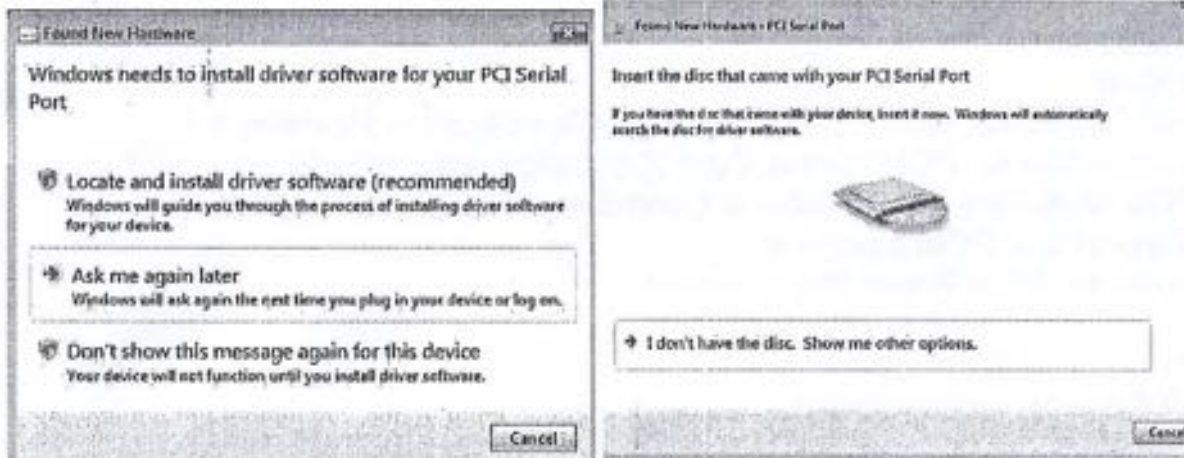 Found New Hardware
Windows needs to install driver software for your PCI Serial
Port
Locate and install driver software (recommended)
Windows will guide you through the process of installing driver software
for your device.
Ask me again later
Windows will ask again the next time you plug in your device or log on.
Don't show this message again for this device
Your device will not function until you install driver software.
Cancel
Found New Hardware - PCI Serial Port
Insert the disc that came with your PCI Serial Port
If you have the disc that came with your device, insert it now. Windows will automatically
search the disc for driver software.
I don't have the disc. Show me other options.
Cancel